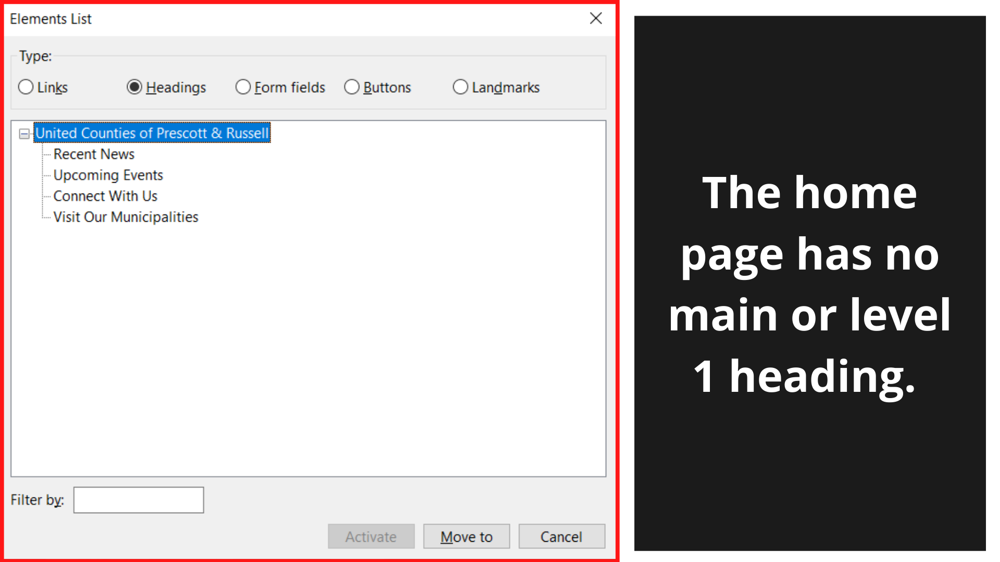 Elements List
Type:
Links Headings Form fields Buttons Landmarks
United Counties of Prescott & Russell
Recent News
Upcoming Events
Connect With Us
Visit Our Municipalities
Filter by:
Activate Move to Cancel
The home
page has no
main or level
1 heading.